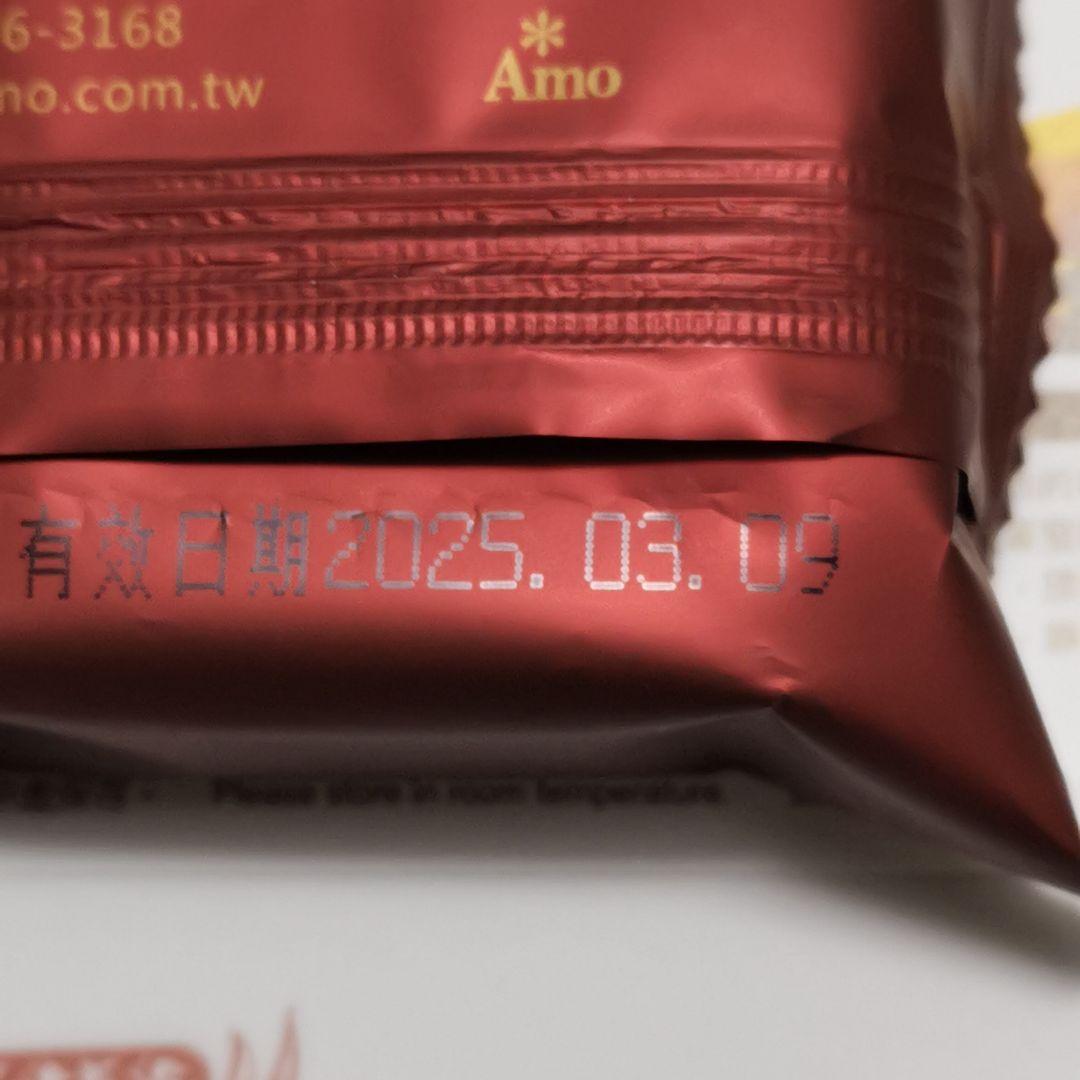 6-3168
mo.com.tw
Amo
有效日期2025. 03. 09
Please store in room temperature.